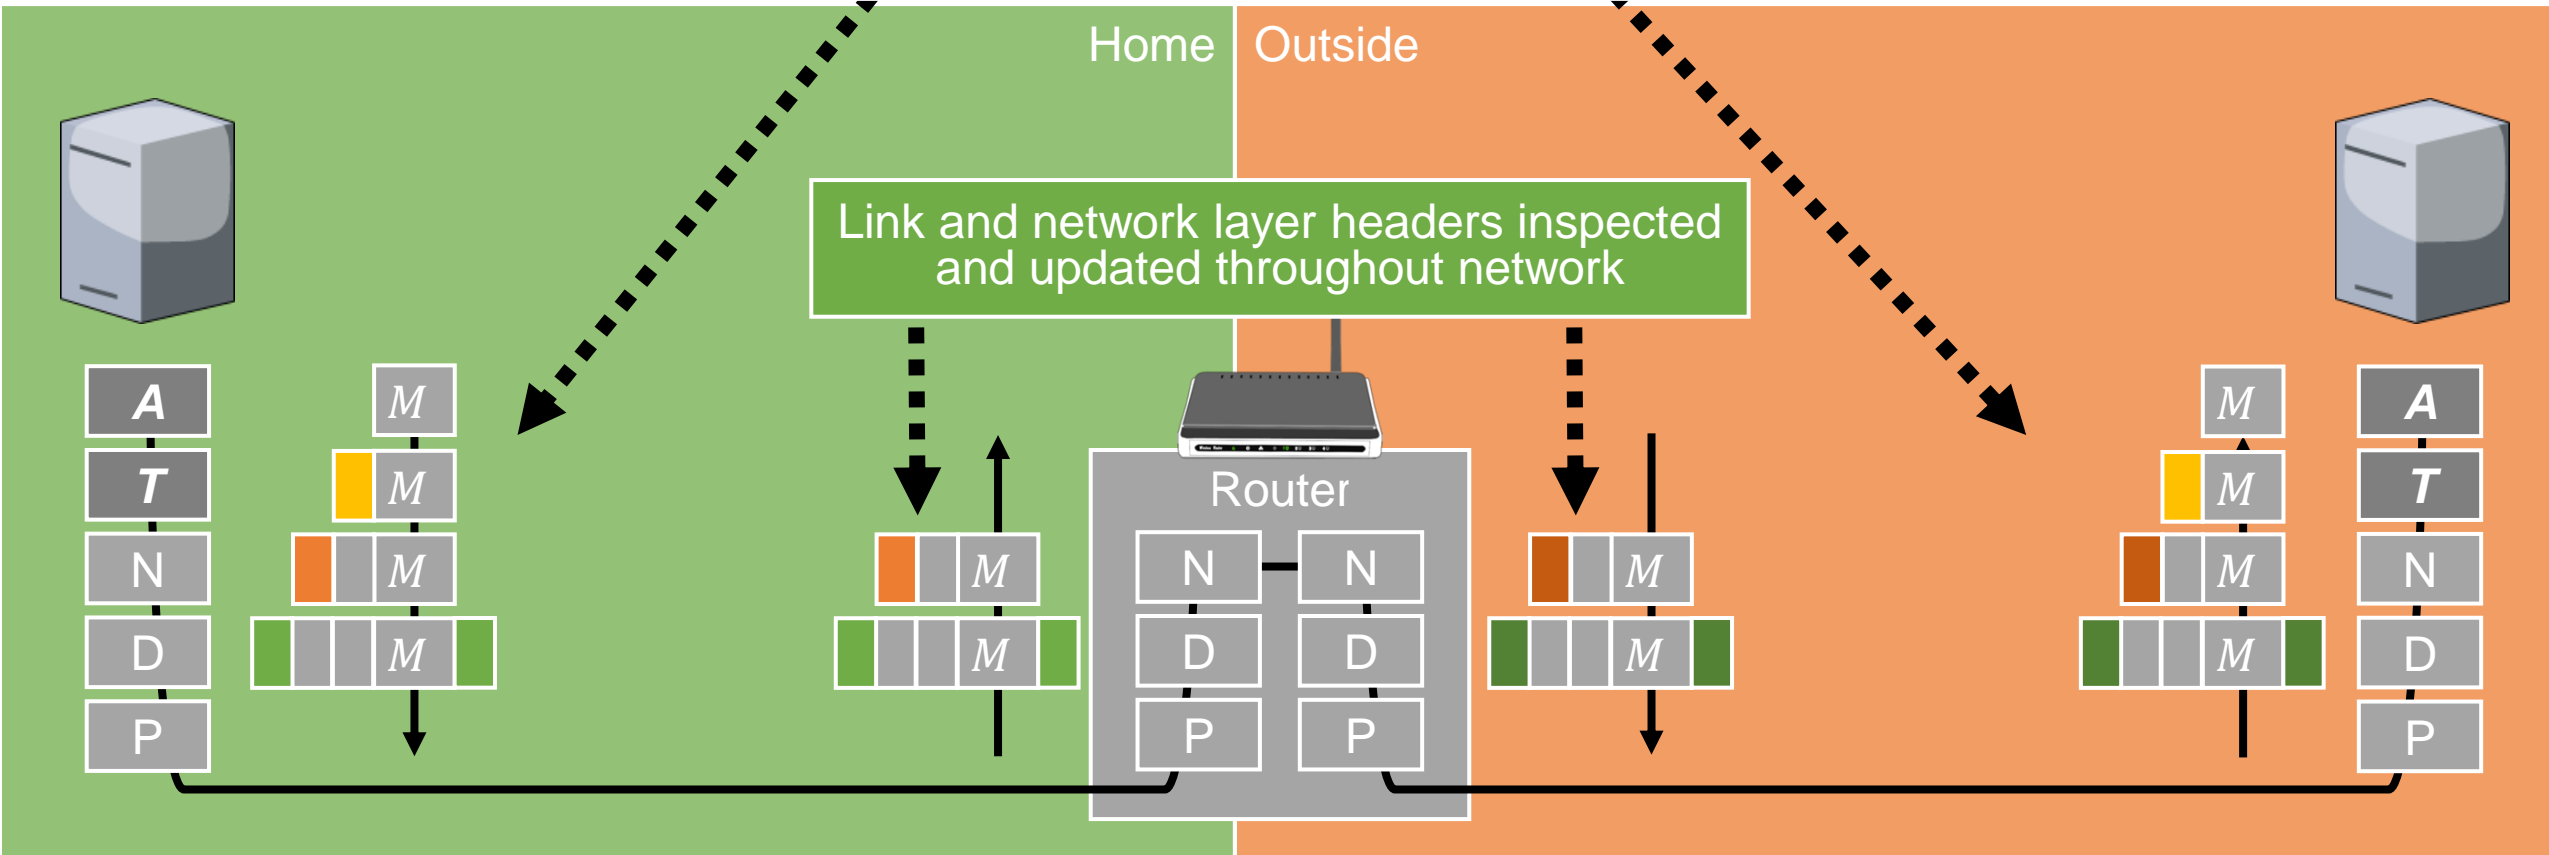 Home
Outside
Link and network layer headers inspected
and updated throughout network
Router
A
T
N
D
P
M
M
M
M
M
M
N
D
P
N
D
P
M
M
M
M
M
M
A
T
N
D
P